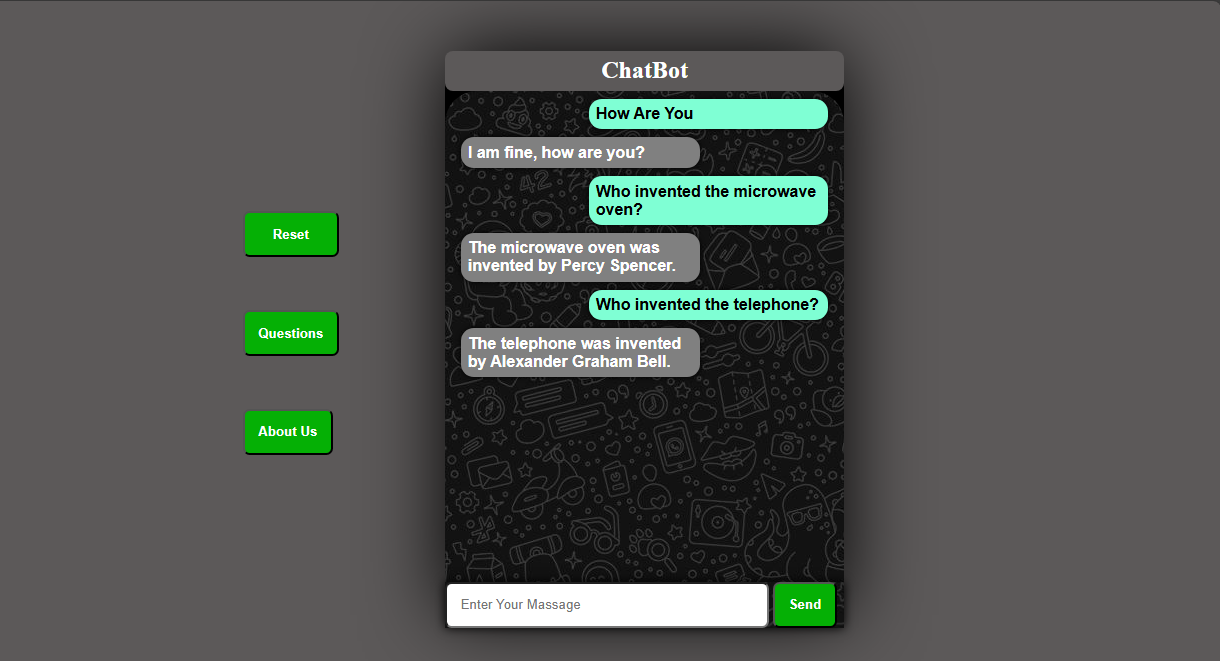 ChatBot
How Are You
I am fine, how are you?
Who invented the microwave
oven?
Reset
The microwave oven was
invented by Percy Spencer.
Who invented the telephone?
Questions
The telephone was invented
by Alexander Graham Bell.
About Us
Enter Your Massage
Send